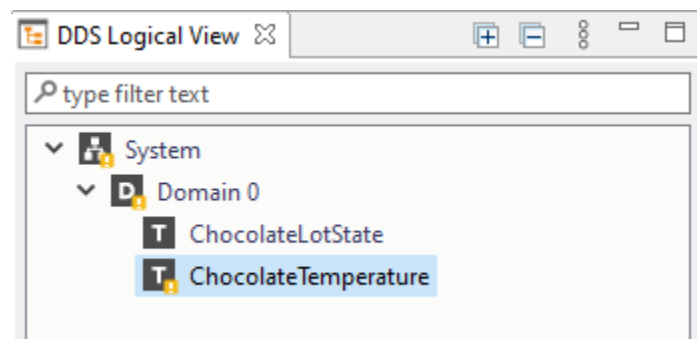 DDS Logical View
type filter text
System
D Domain 0
T ChocolateLotState
T ChocolateTemperature